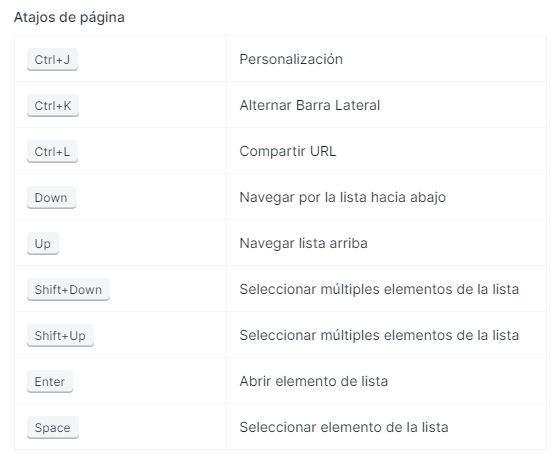 Atajos de página
Ctrl+J Personalización
Ctrl+K Alternar Barra Lateral
Ctrl+L Compartir URL
Down Navegar por la lista hacia abajo
Up Navegar lista arriba
Shift+Down Seleccionar múltiples elementos de la lista
Shift+Up Seleccionar múltiples elementos de la lista
Enter Abrir elemento de lista
Space Seleccionar elemento de la lista